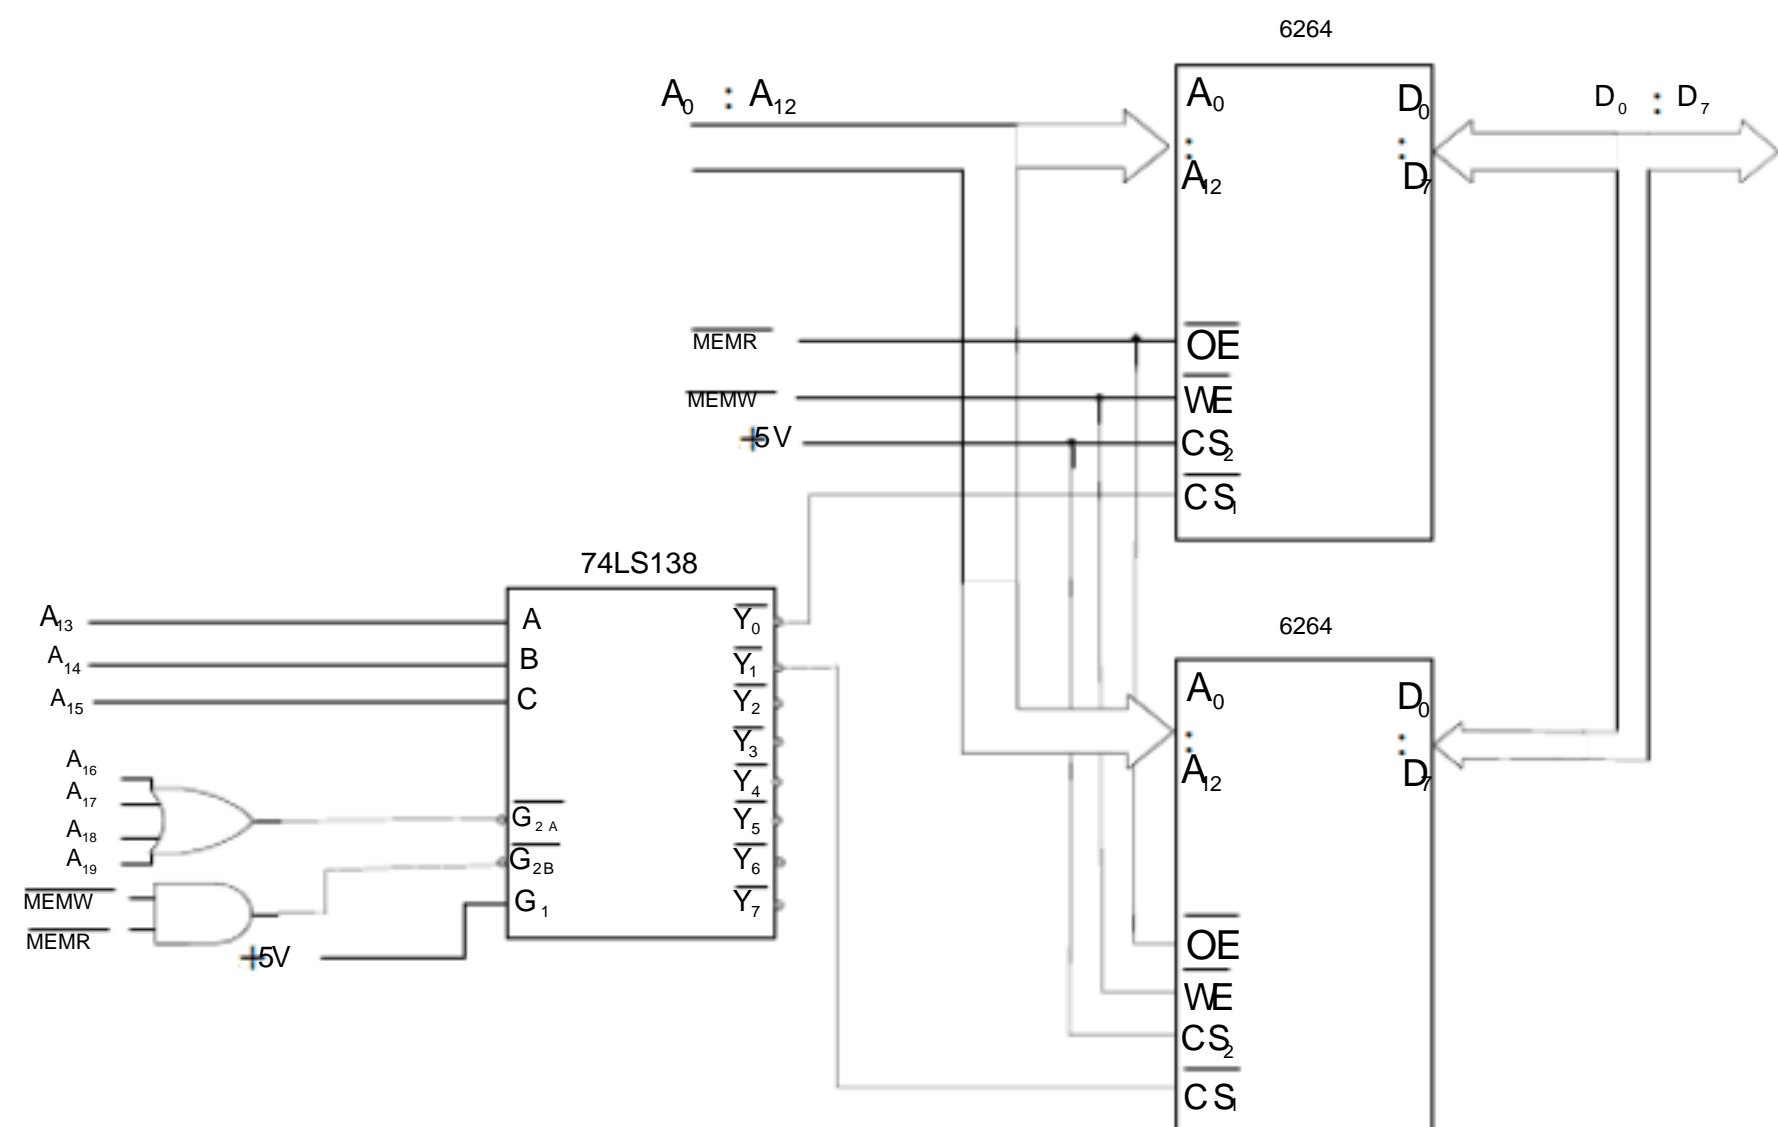 6264
A0 : A12
A0
:
A12
D0
:
D7
D0 : D7
MEMR
OE
MEMW
WE
+5V
CS2
CS1
74LS138
A13
A
Y0
A14
B
Y1
A15
C
Y2
Y3
A16
Y4
A17
G2A
Y5
A18
G2B
Y6
A19
G1
Y7
MEMW
MEMR
+5V
6264
A0
:
A12
D0
:
D7
OE
WE
CS2
CS1